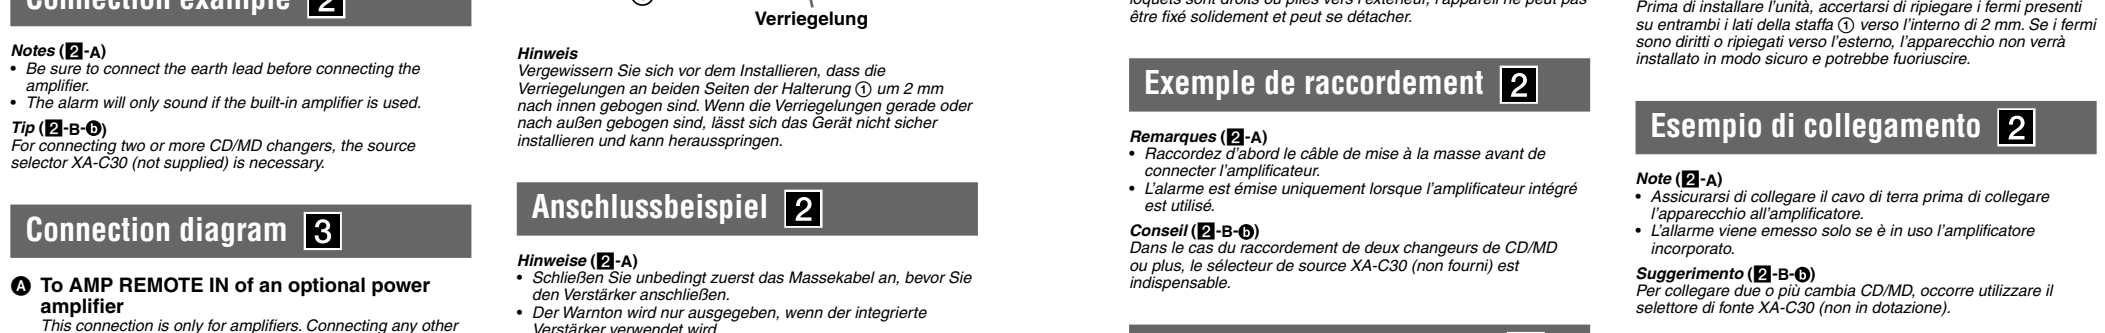 Connection example 2
Notes (2-A)
• Be sure to connect the earth lead before connecting the
amplifier.
• The alarm will only sound if the built-in amplifier is used.
Tip (2-B-b)
For connecting two or more CD/MD changers, the source
selector XA-C30 (not supplied) is necessary.
Connection diagram 3
A To AMP REMOTE IN of an optional power
amplifier
This connection is only for amplifiers. Connecting any other
Verriegelung
Hinweis
Vergewissern Sie sich vor dem Installieren, dass die
Verriegelungen an beiden Seiten der Halterung ① um 2 mm
nach innen gebogen sind. Wenn die Verriegelungen gerade oder
nach außen gebogen sind, lässt sich das Gerät nicht sicher
installieren und kann herausspringen.
Anschlussbeispiel 2
Hinweise (2-A)
• Schließen Sie unbedingt zuerst das Massekabel an, bevor Sie
den Verstärker anschließen.
• Der Warnton wird nur ausgegeben, wenn der integrierte
Verstärker verwendet wird
loquets sont droits ou pliés vers l'extérieur, l'appareil ne peut pas
être fixé solidement et peut se détacher.
Exemple de raccordement 2
Remarques (2-A)
• Raccordez d'abord le câble de mise à la masse avant de
connecter l'amplificateur.
• L'alarme est émise uniquement lorsque l'amplificateur intégré
est utilisé.
Conseil (2-B-b)
Dans le cas du raccordement de deux changeurs de CD/MD
ou plus, le sélecteur de source XA-C30 (non fourni) est
indispensable.
Prima di installare l'unità, accertarsi di ripiegare i fermi presenti
su entrambi i lati della staffa ① verso l'interno di 2 mm. Se i fermi
sono diritti o ripiegati verso l'esterno, l'apparecchio non verrà
installato in modo sicuro e potrebbe fuoriuscire.
Esempio di collegamento 2
Note (2-A)
• Assicurarsi di collegare il cavo di terra prima di collegare
l'apparecchio all'amplificatore.
• L'allarme viene emesso solo se è in uso l'amplificatore
incorporato.
Suggerimento (2-B-b)
Per collegare due o più cambia CD/MD, occorre utilizzare il
selettore di fonte XA-C30 (non in dotazione).